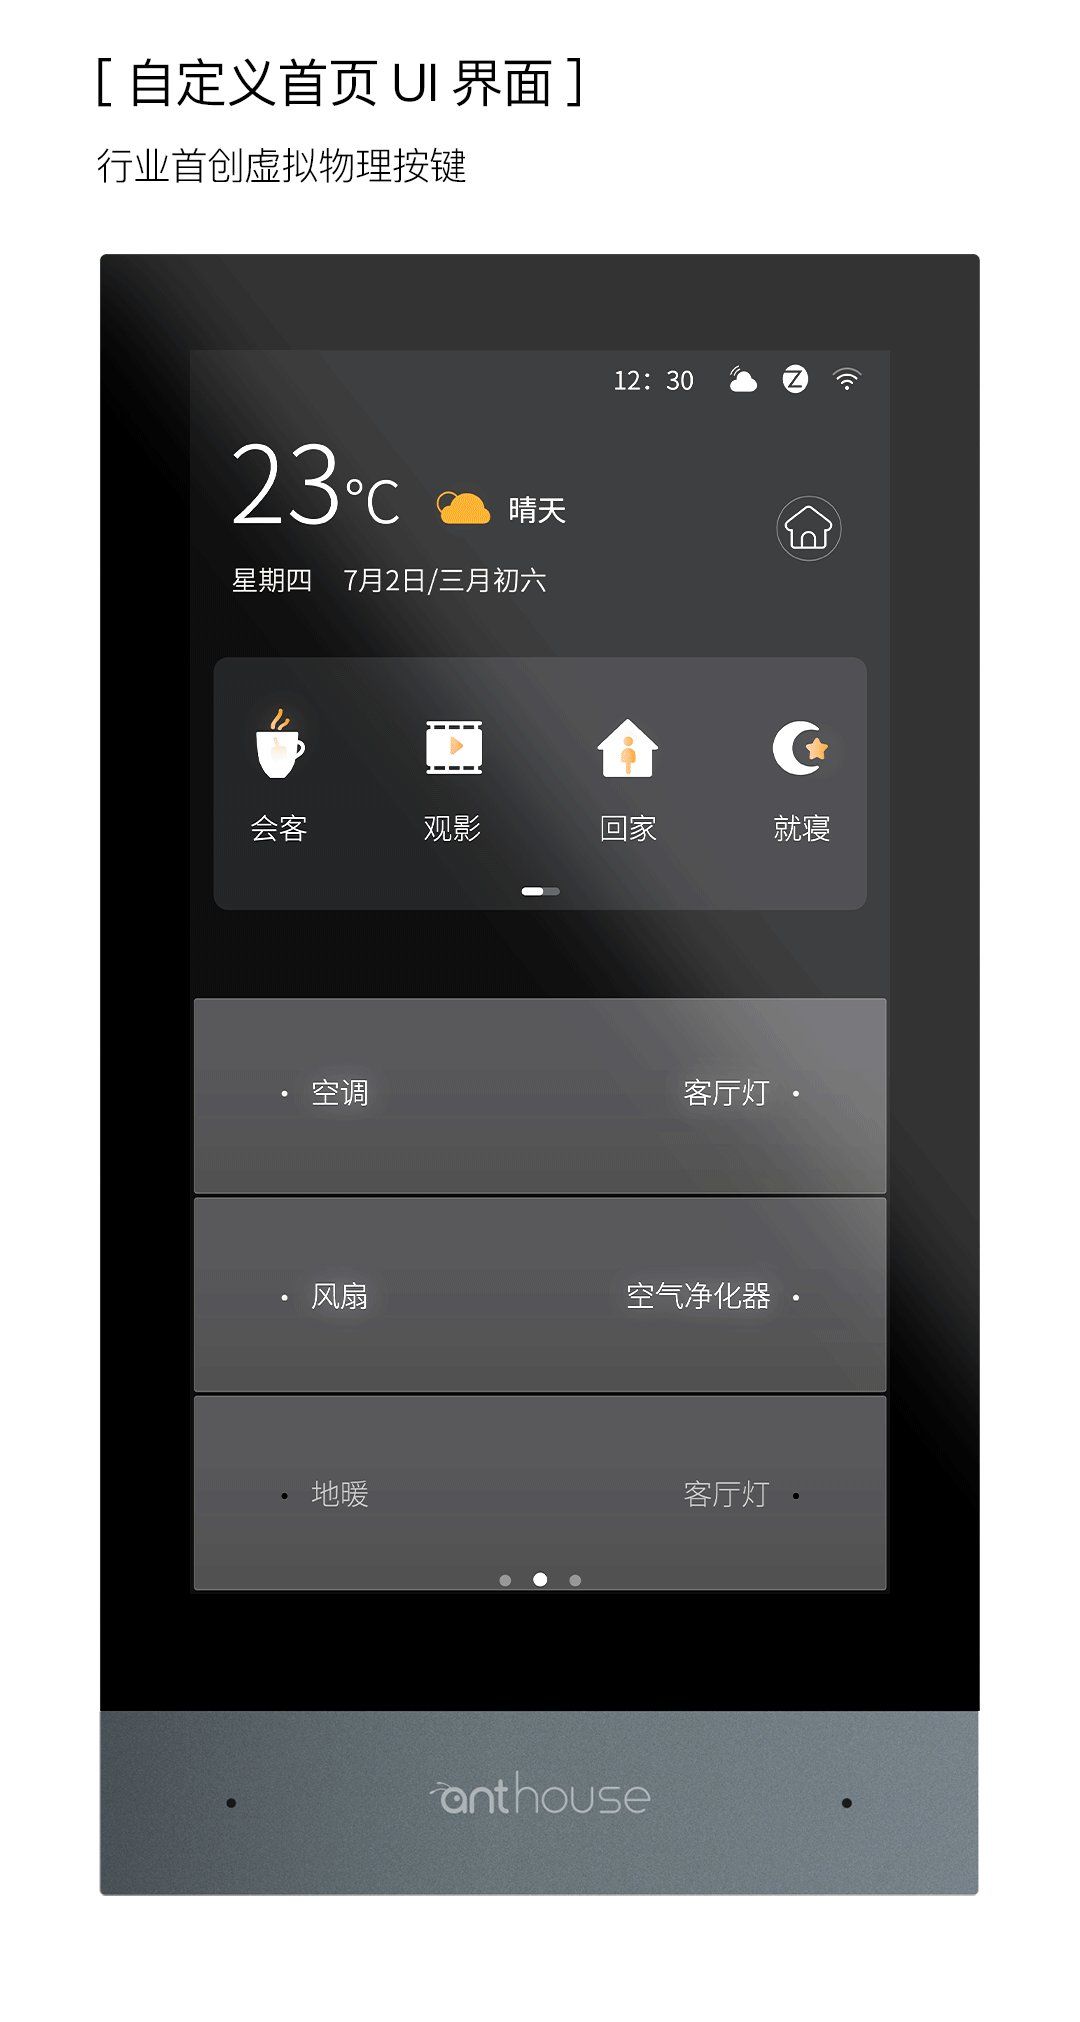 [ 自定义首页 UI 界面 ]
行业首创虚拟物理按键
12：30
23°C 晴天
星期四 7月2日/三月初六
会客 观影 回家 就寝
空调 客厅灯
风扇 空气净化器
地暖 客厅灯
anthouse